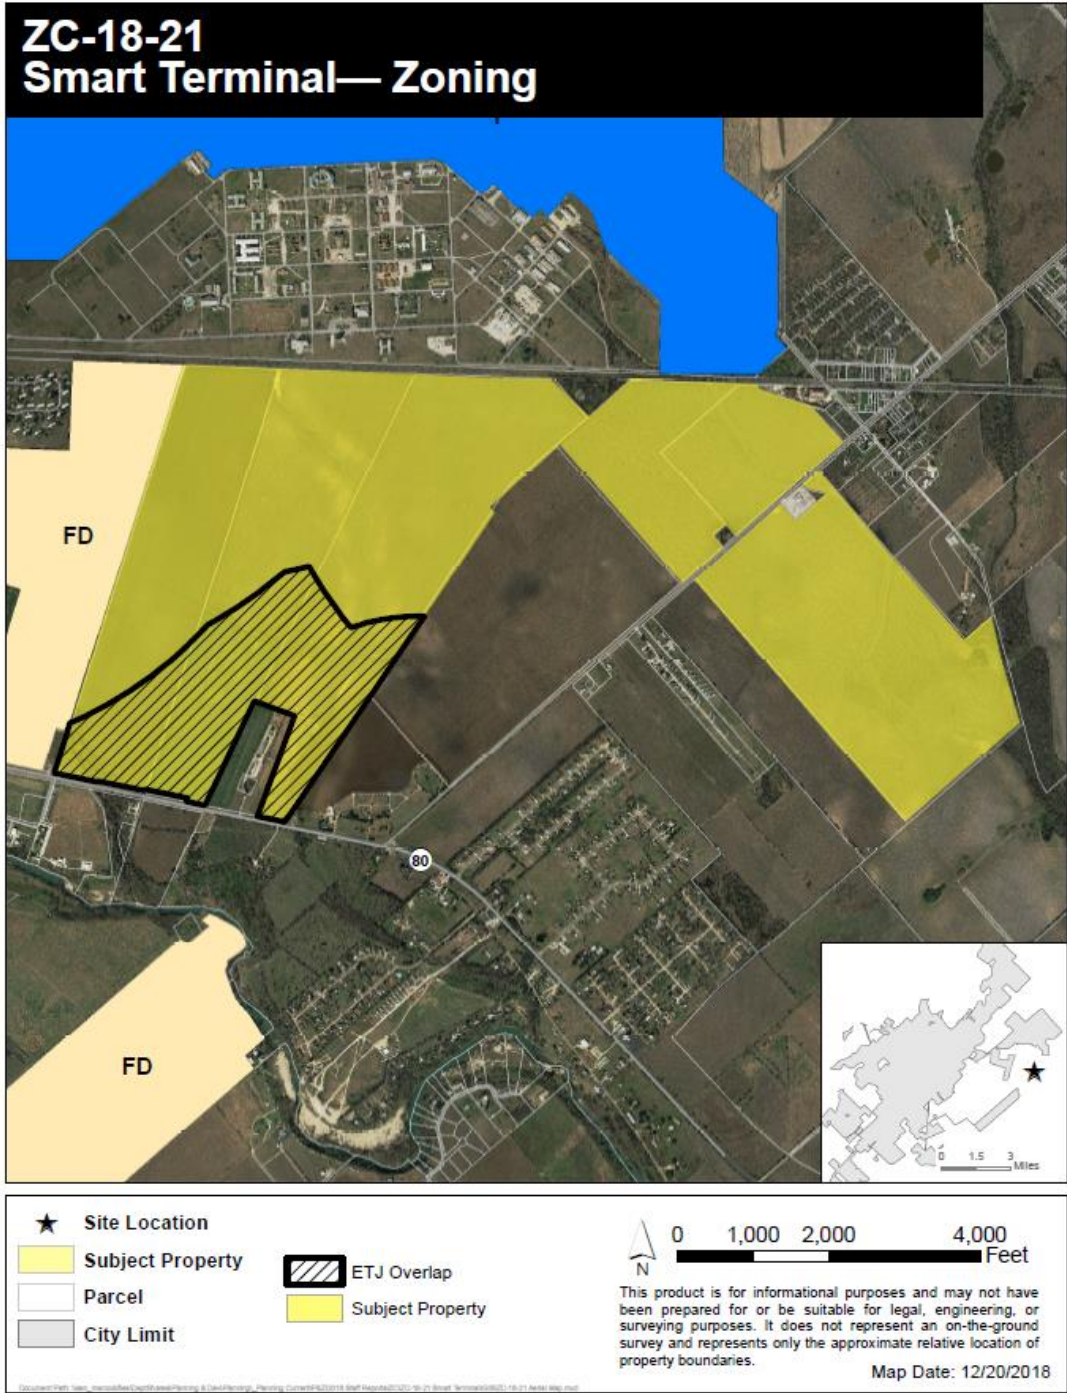 ZC-18-21
Smart Terminal— Zoning
FD
80
FD
0 1.5 3
Miles
Site Location
Subject Property
Parcel
City Limit
ETJ Overlap
Subject Property
N
0 1,000 2,000 4,000
Feet
This product is for informational purposes and may not have
been prepared for or be suitable for legal, engineering, or
surveying purposes. It does not represent an on-the-ground
survey and represents only the approximate relative location of
property boundaries.
Map Date: 12/20/2018